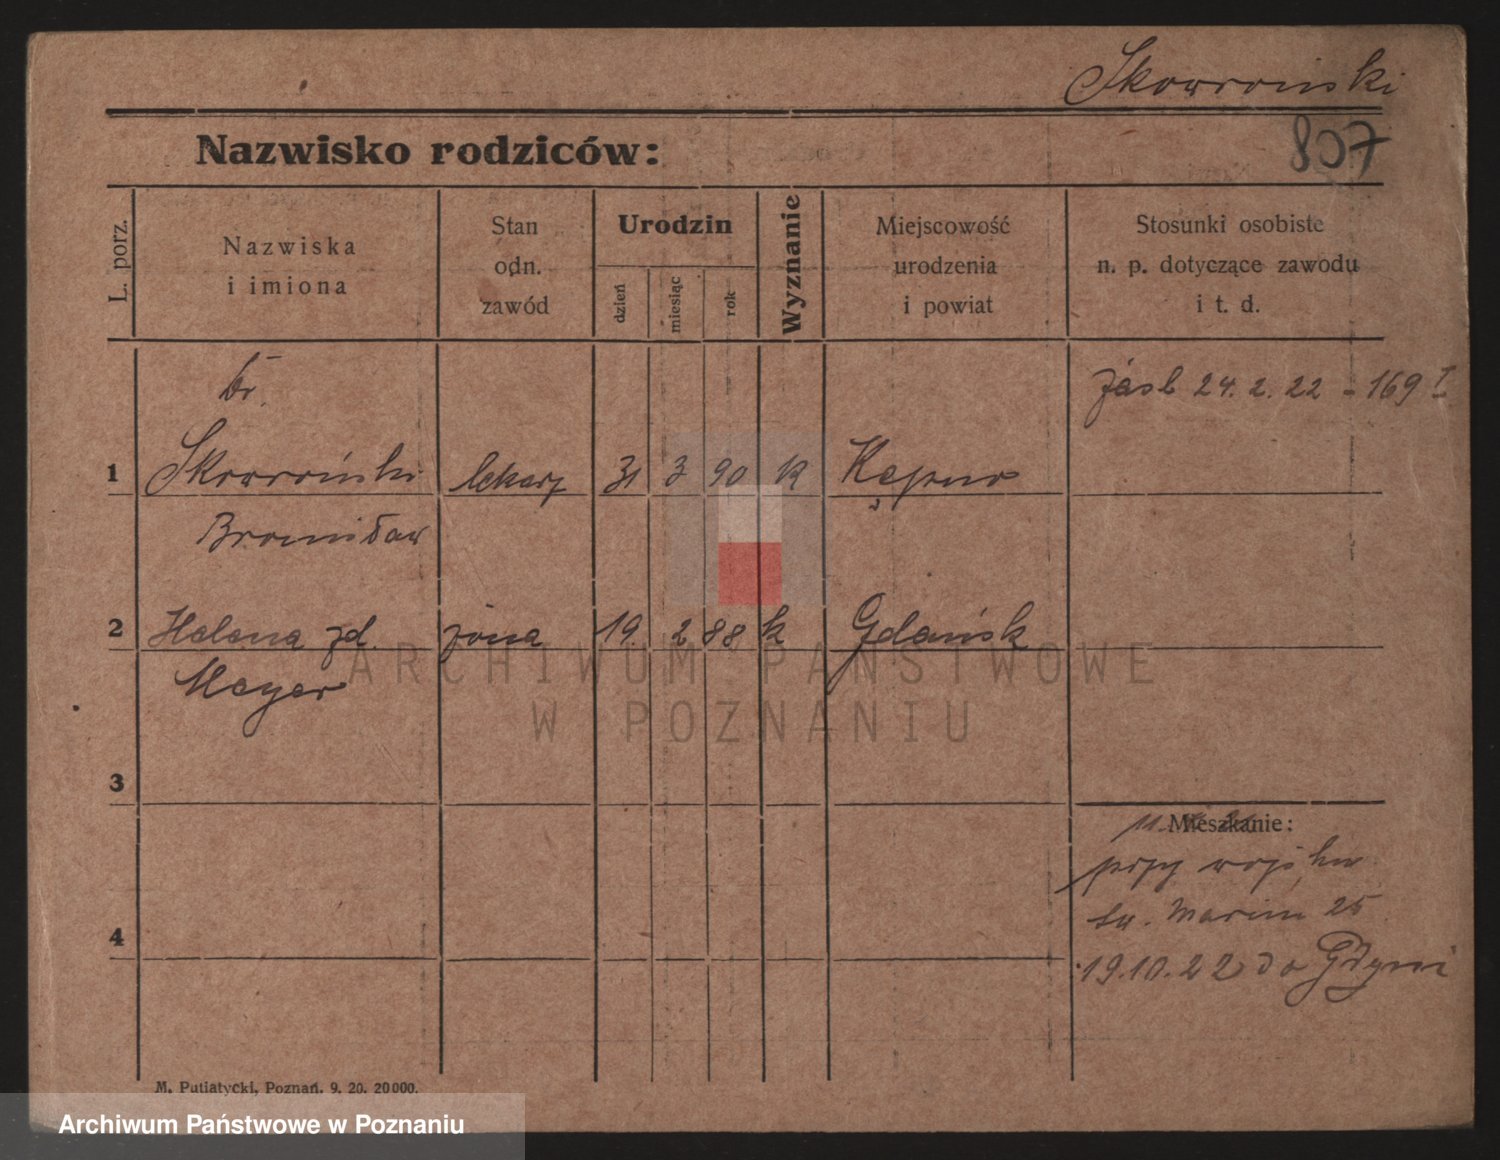 Skowroński
807
Nazwisko rodziców:
L. porz.
Nazwiska
i imiona
Stan
odn.
zawód
Urodzin
dzień
miesiąc
rok
Wyznanie
Miejscowość
urodzenia
i powiat
Stosunki osobiste
n. p. dotyczące zawodu
i t. d.
Dr.
24. 2. 22 - 169 I
1 Skowroński lekarz 31 3 90 K Kępno
Bronisław
2 Helena zd. żona 19. 2 88 k Gdańsk
Meyer
ARCHIWUM PAŃSTWOWE
W POZNANIU
3
Mieszkanie:
przy wojsku
św. Marcin 25
4
19.10.22 do Gdyni
M. Putiatycki, Poznań. 9. 20. 20000.
Archiwum Państwowe w Poznaniu